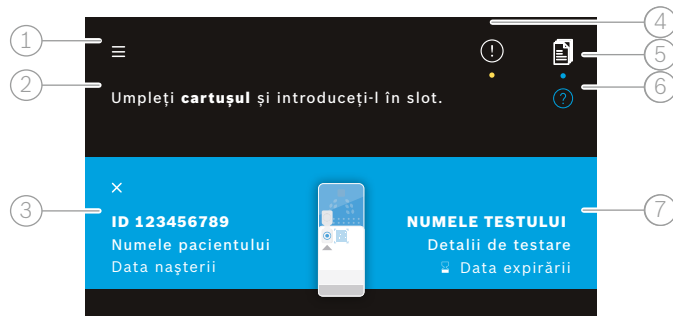 1
4
5
2
Umpleți cartușul și introduceți-l în slot.
6
?
3
ID 123456789
Numele pacientului
Data nașterii
NUMELE TESTULUI
Detalii de testare
Data expirării
7